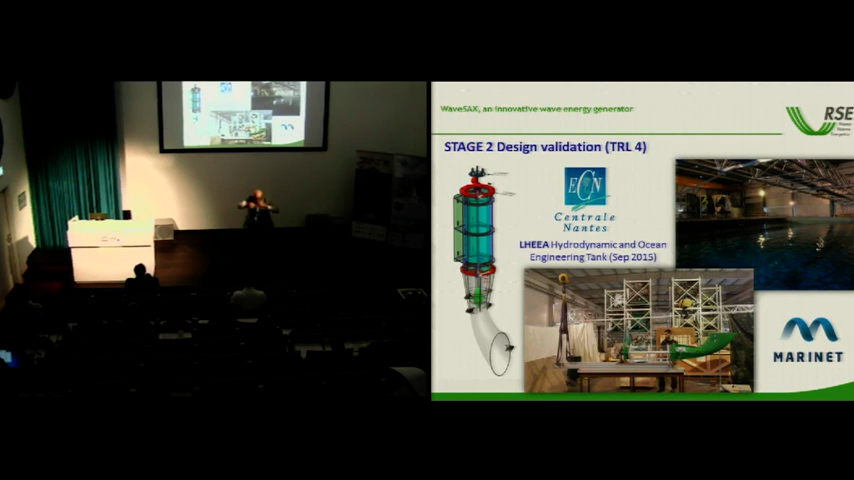 WaveSAX, an innovative wave energy generator
RSE
STAGE 2 Design validation (TRL 4)
ECN
Centrale
Nantes
LHEEA Hydrodynamic and Ocean
Engineering Tank (Sep 2015)
MARINET